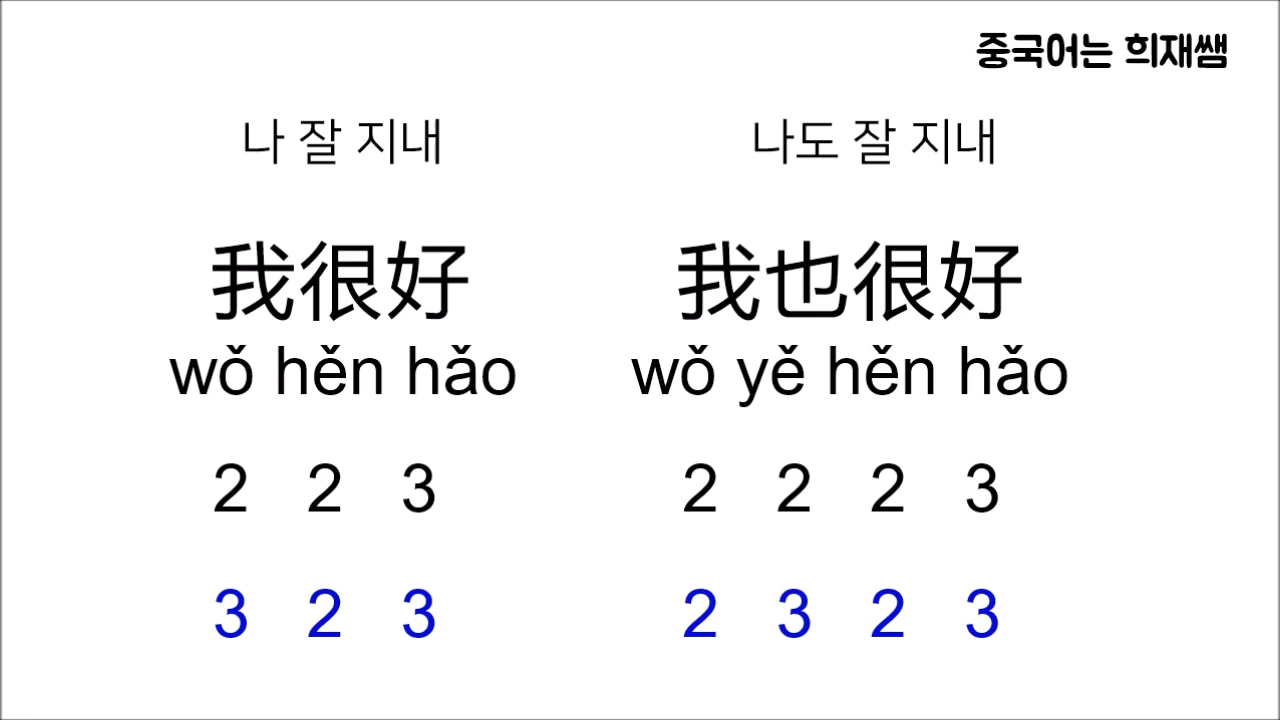 중국어는 희재쌤
나 잘 지내
我很好
wǒ hěn hǎo
2 2 3
3 2 3
나도 잘 지내
我也很好
wǒ yě hěn hǎo
2 2 2 3
2 3 2 3